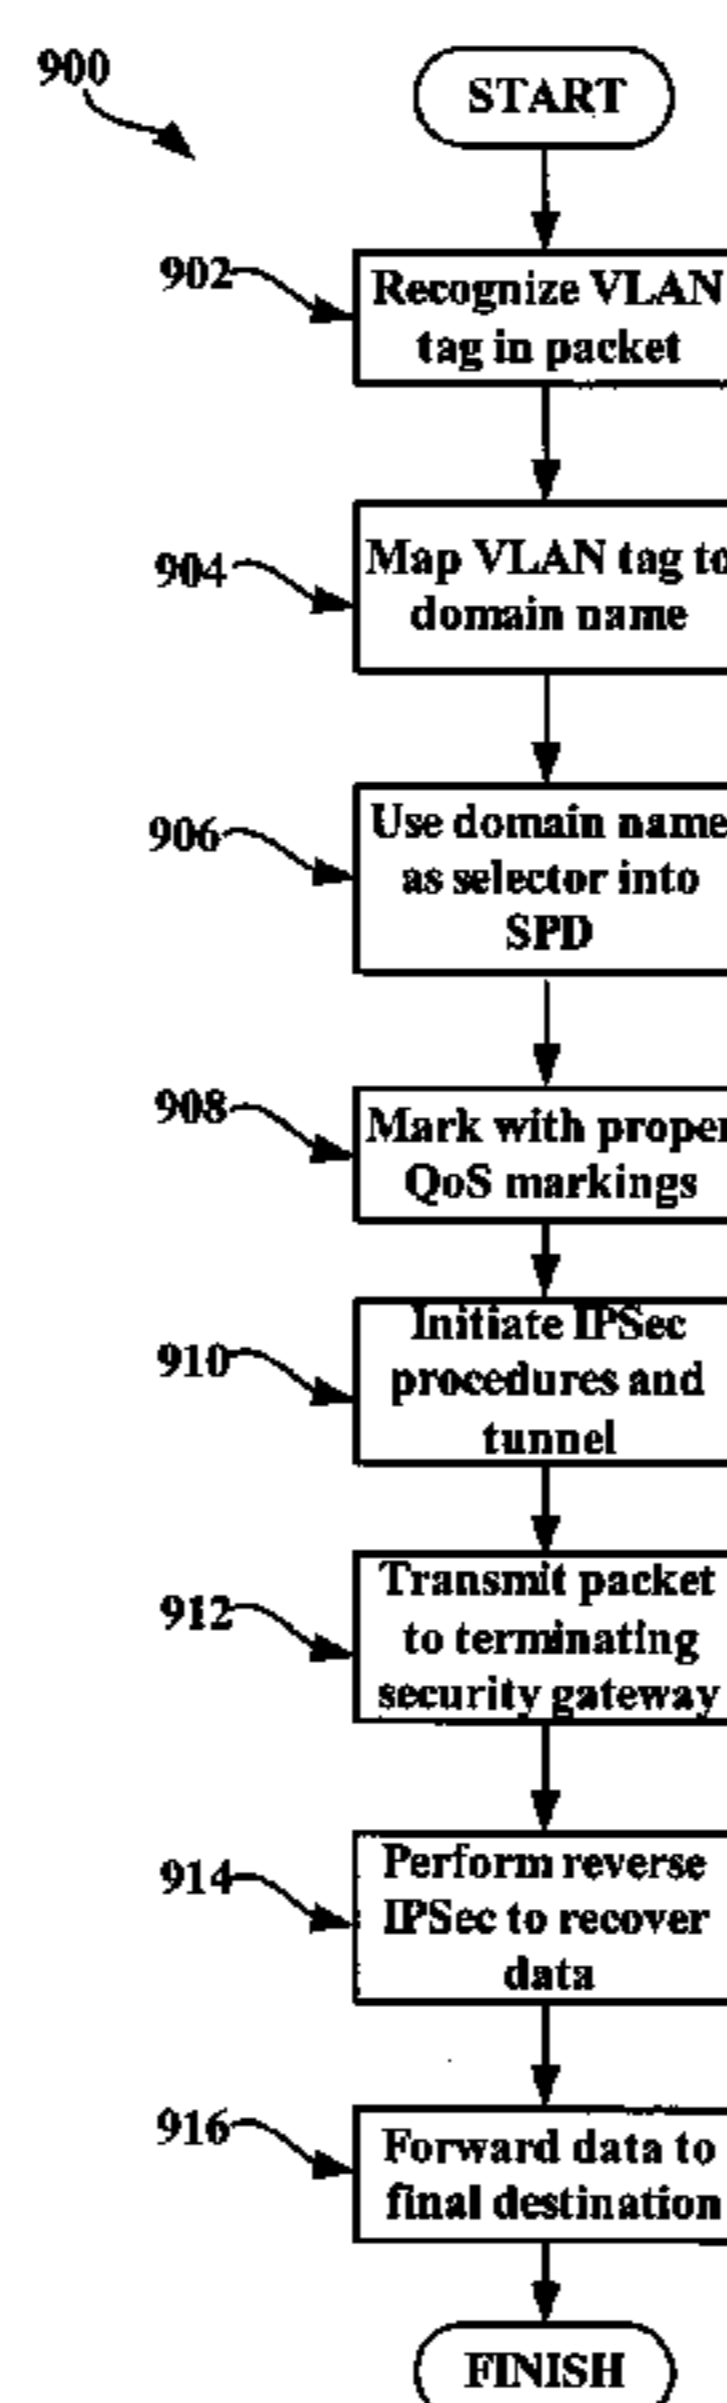 900
START
902
Recognize VLAN
tag in packet
904
Map VLAN tag to
domain name
906
Use domain name
as selector into
SPD
908
Mark with proper
QoS markings
910
Initiate IPSec
procedures and
tunnel
912
Transmit packet
to terminating
security gateway
914
Perform reverse
IPSec to recover
data
916
Forward data to
final destination
FINISH